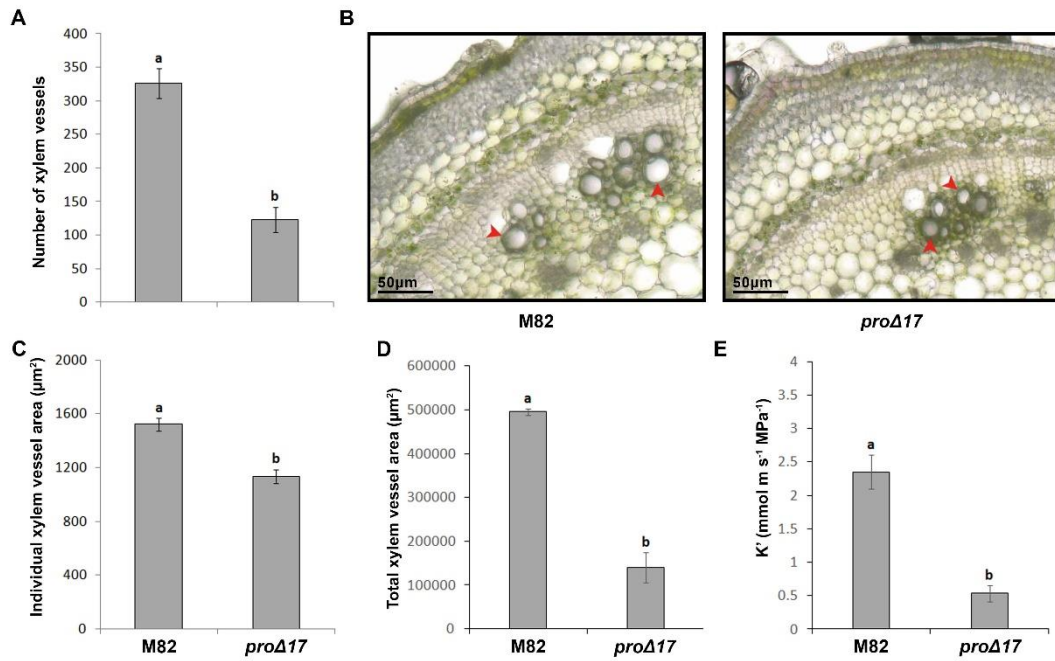 A
Number of xylem vessels
400
350
300
250
200
150
100
50
0
a
b
B
50µm
50µm
M82
proΔ17
C
Individual xylem vessel area (µm²)
2000
1600
1200
800
400
0
a
b
M82
proΔ17
D
Total xylem vessel area (µm²)
600000
500000
400000
300000
200000
100000
0
a
b
M82
proΔ17
E
K' (mmol m s⁻¹ MPa⁻¹)
4
3.5
3
2.5
2
1.5
1
0.5
0
a
b
M82
proΔ17